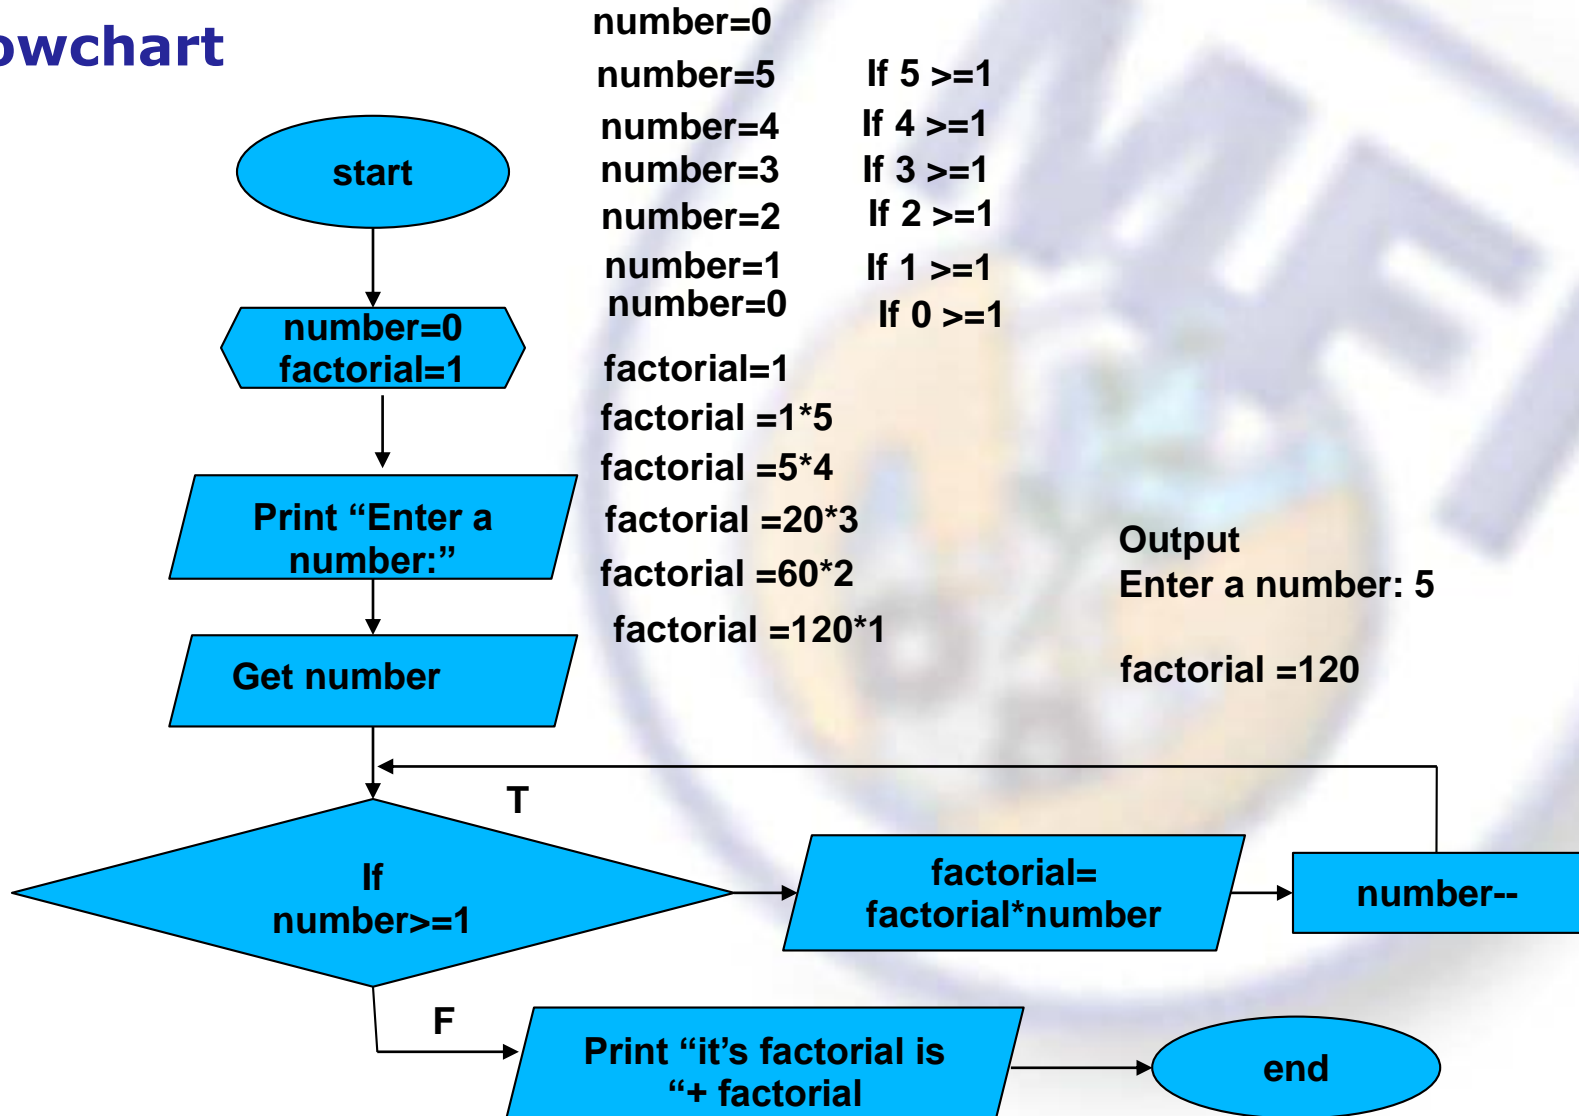 owchart
number=0
number=5 If 5 >=1
number=4 If 4 >=1
number=3 If 3 >=1
number=2 If 2 >=1
number=1 If 1 >=1
number=0 If 0 >=1
factorial=1
factorial =1*5
factorial =5*4
factorial =20*3
factorial =60*2
factorial =120*1
Output
Enter a number: 5
factorial =120
start
number=0
factorial=1
Print “Enter a
number:”
Get number
If
number>=1
T
factorial=
factorial*number
number--
F
Print “it’s factorial is
“+ factorial
end